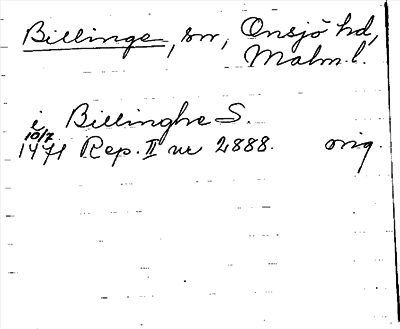 Billinge, sn, Onsjö hd,
Malm.l.
i Billinghe S.
10/7
1471 Rep. II nr 2888. orig.